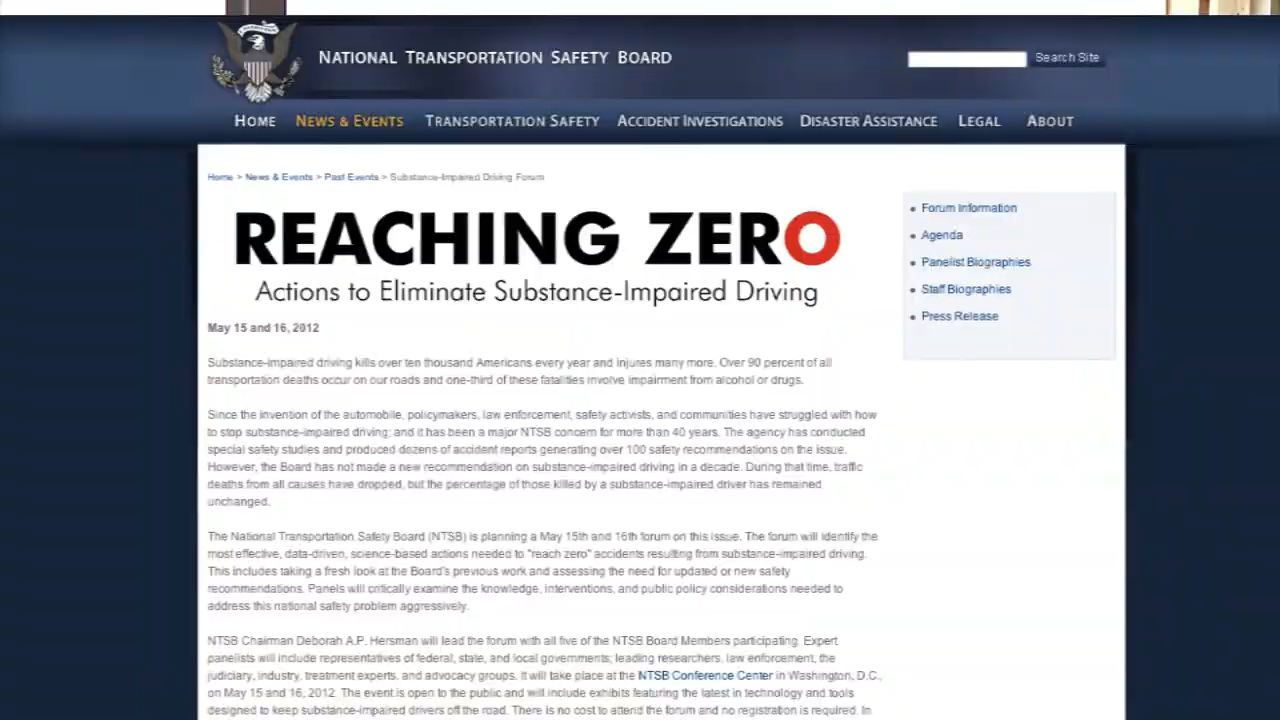 NATIONAL TRANSPORTATION SAFETY BOARD
Search Site
HOME NEWS & EVENTS TRANSPORTATION SAFETY ACCIDENT INVESTIGATIONS DISASTER ASSISTANCE LEGAL ABOUT
Home > News & Events > Past Events > Substance-Impaired Driving Forum
REACHING ZERO
Actions to Eliminate Substance-Impaired Driving
May 15 and 16, 2012
Substance-impaired driving kills over ten thousand Americans every year and injures many more. Over 90 percent of all
transportation deaths occur on our roads and one-third of these fatalities involve impairment from alcohol or drugs.
Since the invention of the automobile, policymakers, law enforcement, safety activists, and communities have struggled with how
to stop substance-impaired driving; and it has been a major NTSB concern for more than 40 years. The agency has conducted
special safety studies and produced dozens of accident reports generating over 100 safety recommendations on the issue.
However, the Board has not made a new recommendation on substance-impaired driving in a decade. During that time, traffic
deaths from all causes have dropped, but the percentage of those killed by a substance-impaired driver has remained
unchanged.
The National Transportation Safety Board (NTSB) is planning a May 15th and 16th forum on this issue. The forum will identify the
most effective, data-driven, science-based actions needed to "reach zero" accidents resulting from substance-impaired driving.
This includes taking a fresh look at the Board's previous work and assessing the need for updated or new safety
recommendations. Panels will critically examine the knowledge, interventions, and public policy considerations needed to
address this national safety problem aggressively.
NTSB Chairman Deborah A.P. Hersman will lead the forum with all five of the NTSB Board Members participating. Expert
panelists will include representatives of federal, state, and local governments; leading researchers, law enforcement, the
judiciary, industry, treatment experts, and advocacy groups. It will take place at the NTSB Conference Center in Washington, D.C.,
on May 15 and 16, 2012. The event is open to the public and will include exhibits featuring the latest in technology and tools
designed to keep substance-impaired drivers off the road. There is no cost to attend the forum and no registration is required. In
Forum Information
Agenda
Panelist Biographies
Staff Biographies
Press Release